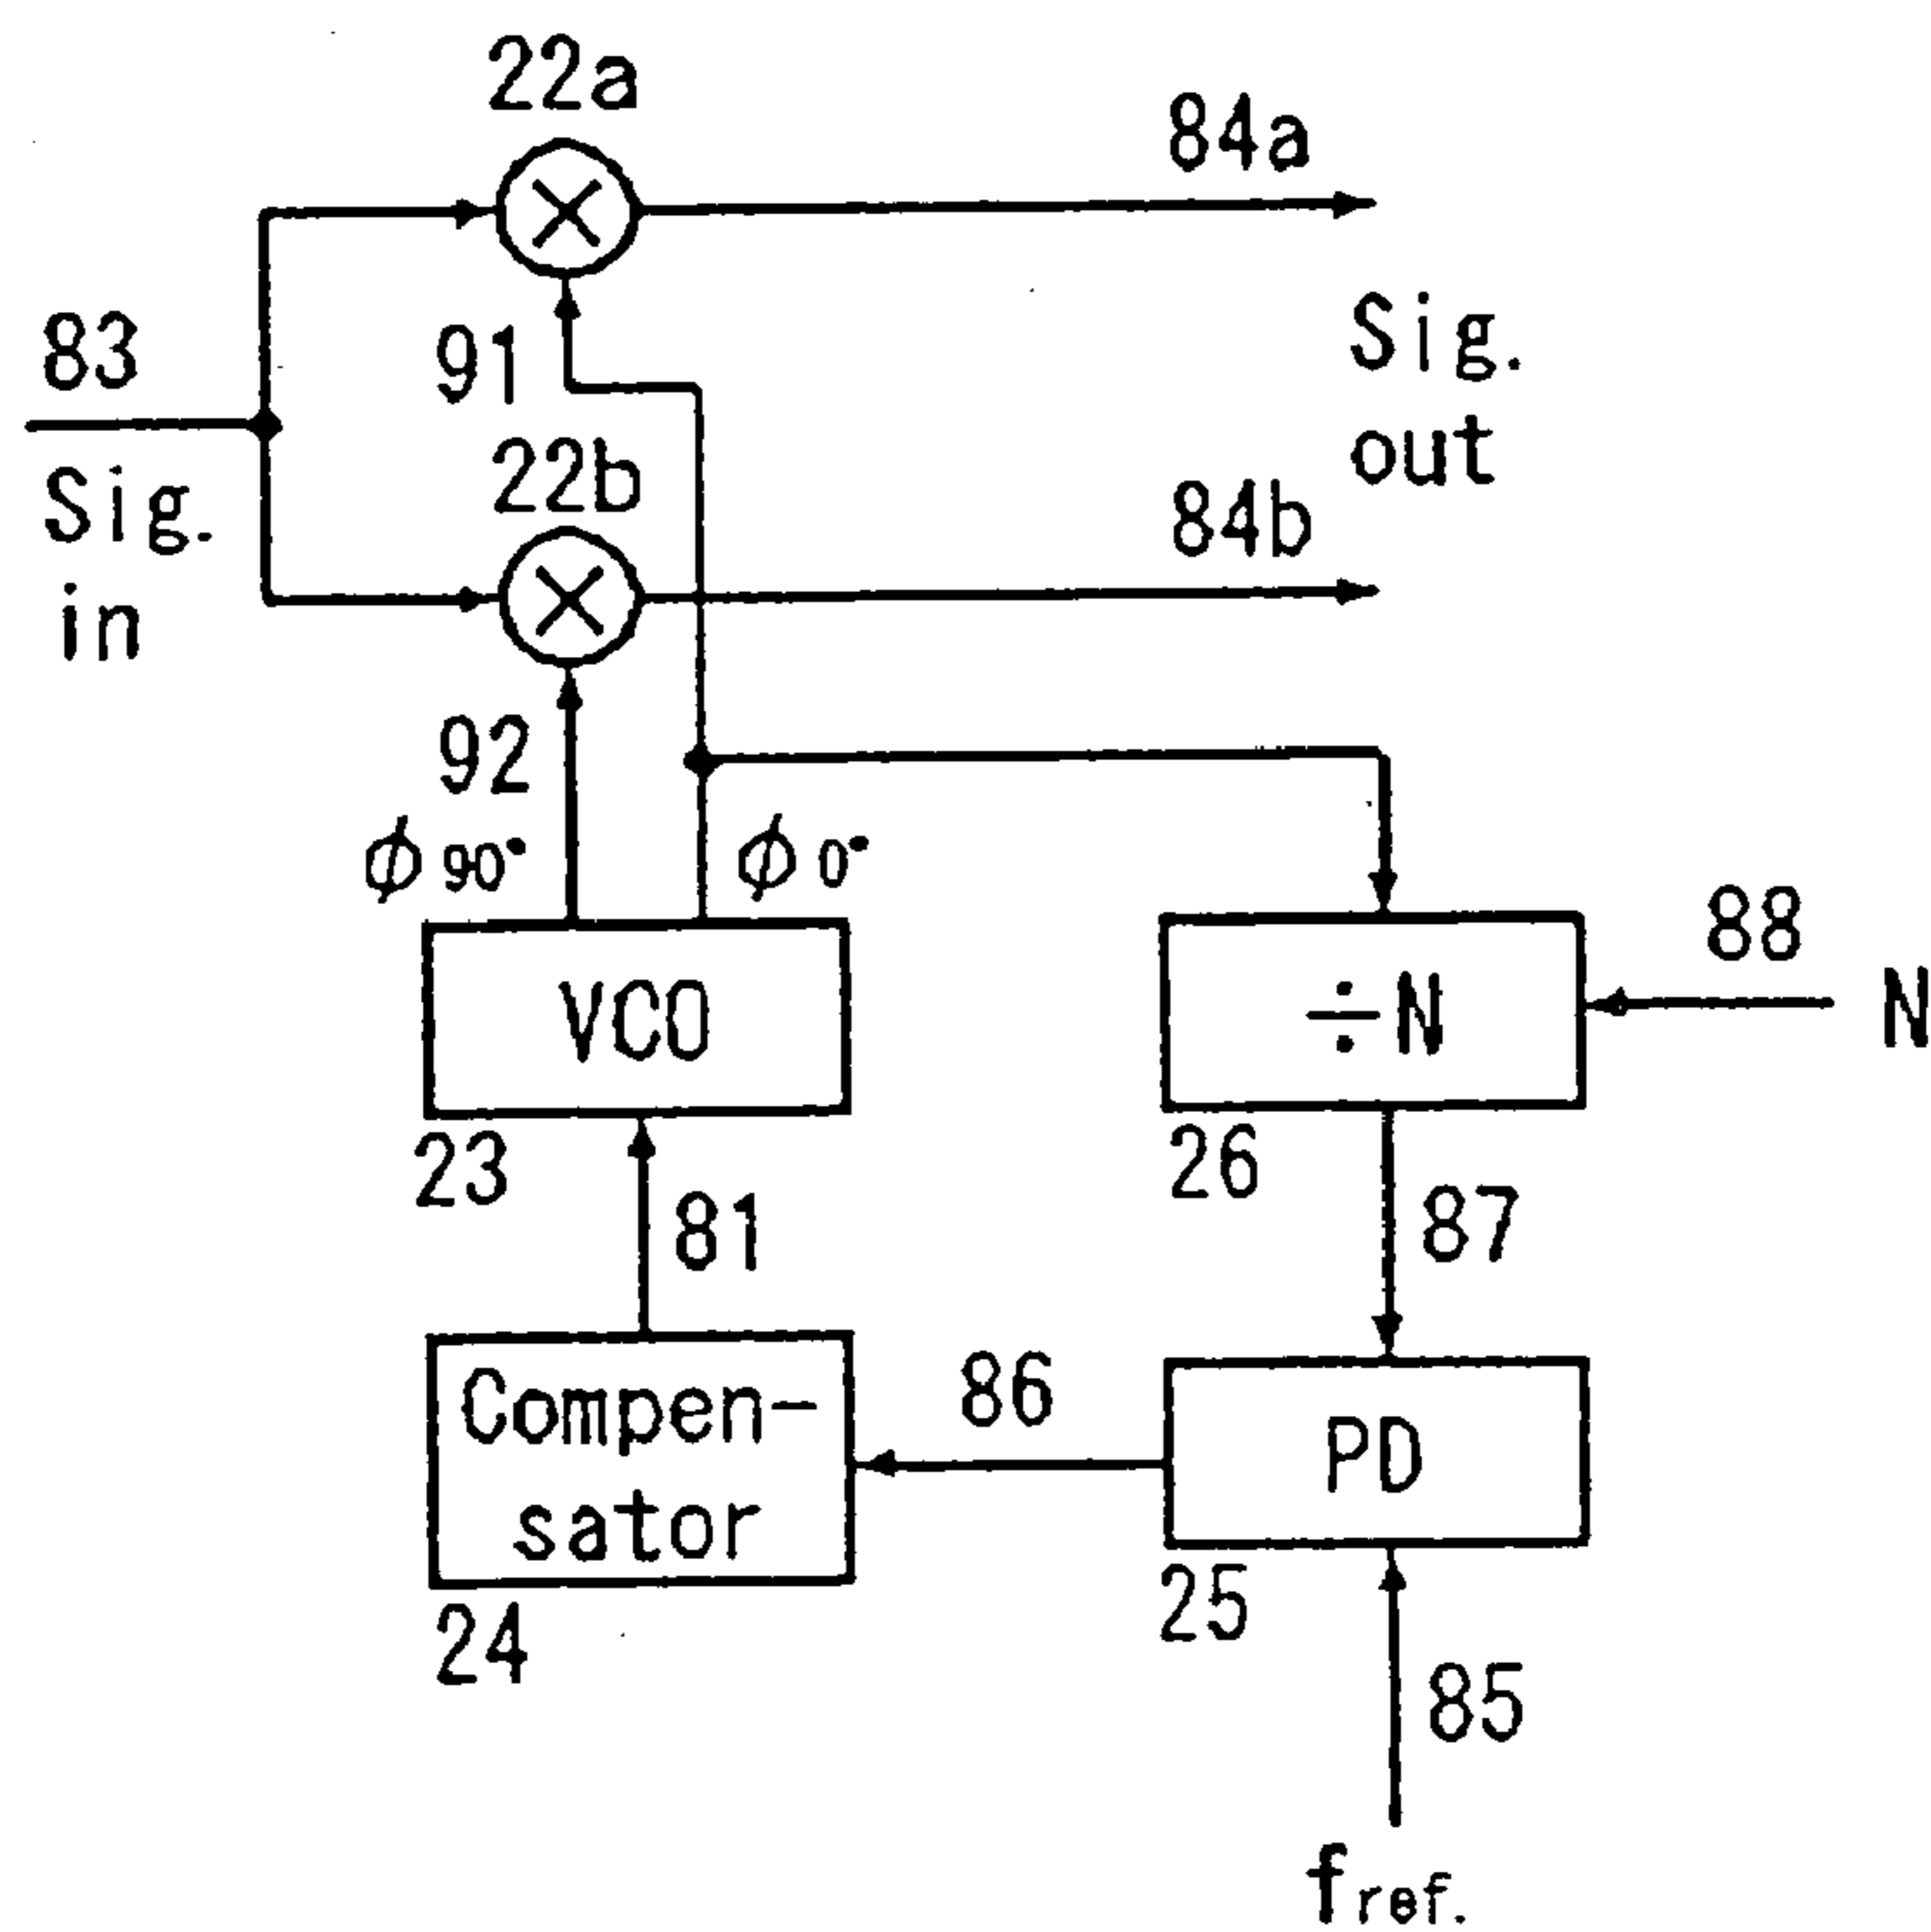 22a
84a
83
91
Sig.
out
Sig.
in
22b
84b
92
ϕ 90°
ϕ 0°
VCO
÷N
88
N
23
26
81
87
Compen-
sator
86
PD
24
25
85
fref.